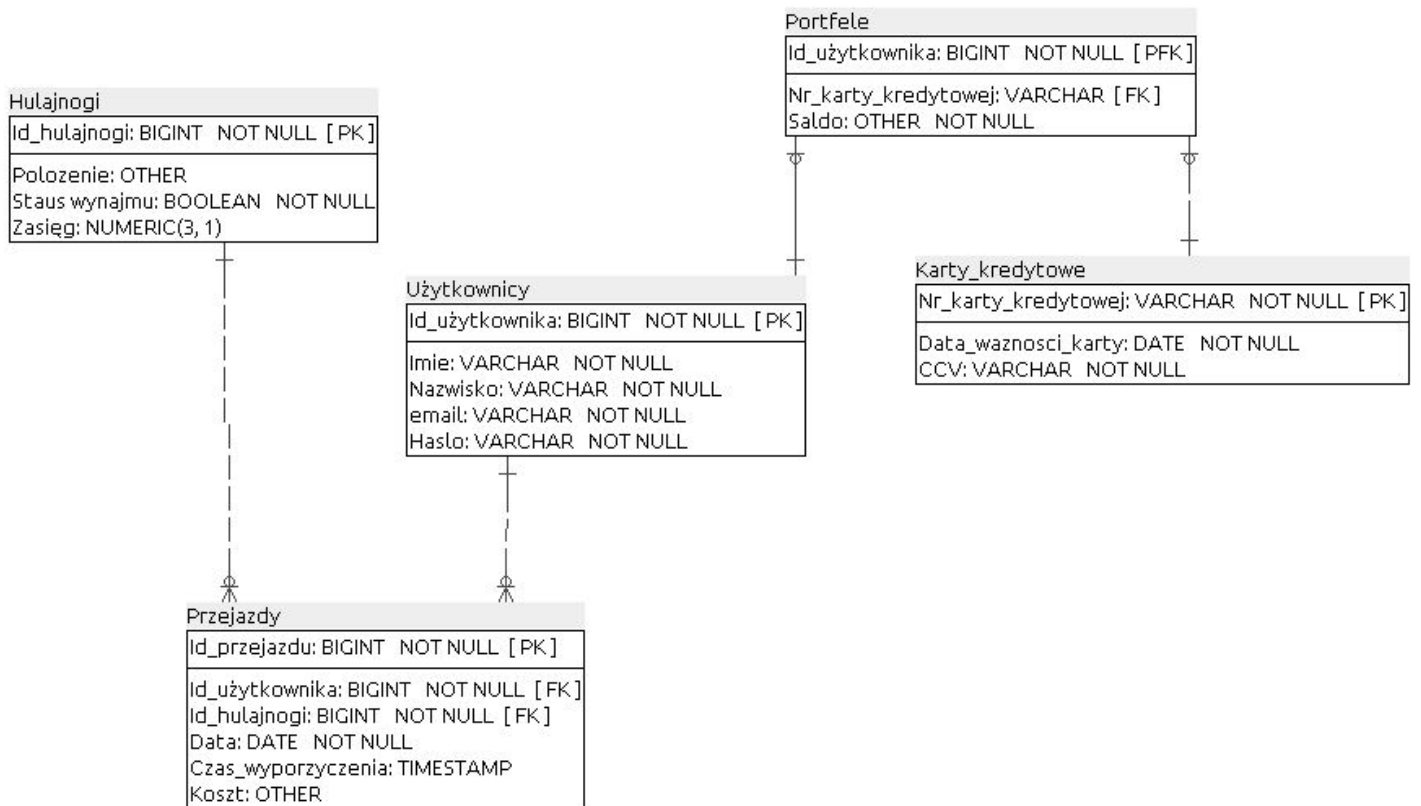 Portfele
Id_użytkownika: BIGINT NOT NULL [ PFK ]
Nr_karty_kredytowej: VARCHAR [ FK ]
Saldo: OTHER NOT NULL
Hulajnogi
Id_hulajnogi: BIGINT NOT NULL [ PK ]
Polozenie: OTHER
Staus wynajmu: BOOLEAN NOT NULL
Zasięg: NUMERIC(3, 1)
Użytkownicy
Id_użytkownika: BIGINT NOT NULL [ PK ]
Imie: VARCHAR NOT NULL
Nazwisko: VARCHAR NOT NULL
email: VARCHAR NOT NULL
Haslo: VARCHAR NOT NULL
Karty_kredytowe
Nr_karty_kredytowej: VARCHAR NOT NULL [ PK ]
Data_waznosci_karty: DATE NOT NULL
CCV: VARCHAR NOT NULL
Przejazdy
Id_przejazdu: BIGINT NOT NULL [ PK ]
Id_użytkownika: BIGINT NOT NULL [ FK ]
Id_hulajnogi: BIGINT NOT NULL [ FK ]
Data: DATE NOT NULL
Czas_wyporzyczenia: TIMESTAMP
Koszt: OTHER